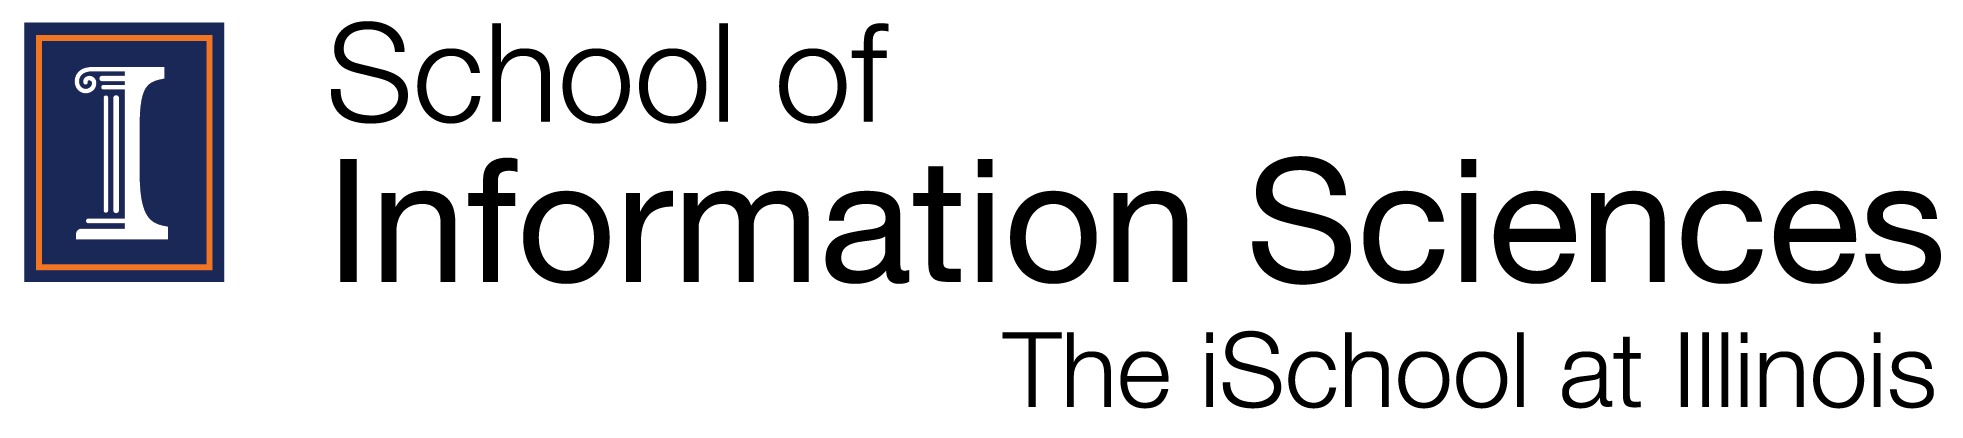 School of
Information Sciences
The iSchool at Illinois